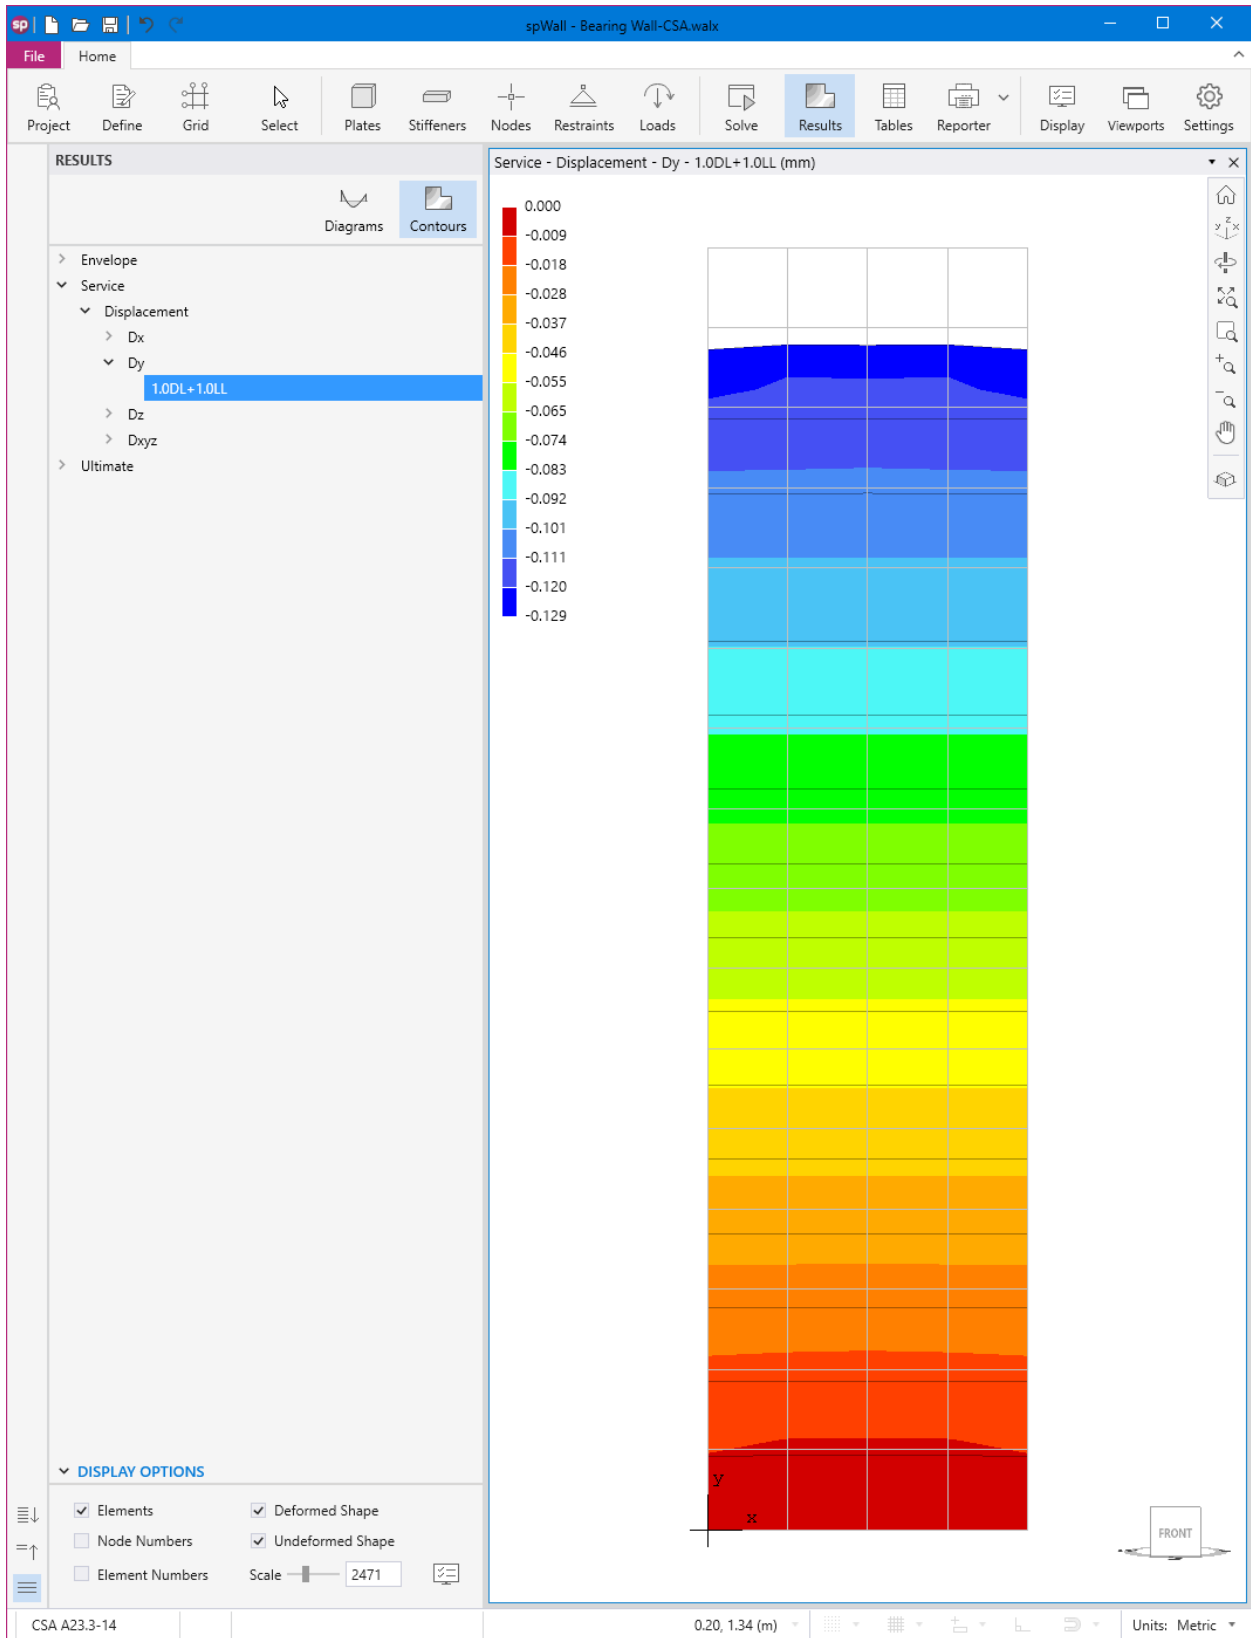 sp
spWall - Bearing Wall-CSA.walx
File Home
Project Define Grid Select Plates Stiffeners Nodes Restraints Loads Solve Results Tables Reporter Display Viewports Settings
RESULTS
Diagrams Contours
Envelope
Service
Displacement
Dx
Dy
1.0DL+1.0LL
Dz
Dxyz
Ultimate
DISPLAY OPTIONS
Elements Deformed Shape
Node Numbers Undeformed Shape
Element Numbers Scale 2471
Service - Displacement - Dy - 1.0DL+1.0LL (mm)
0.000
-0.009
-0.018
-0.028
-0.037
-0.046
-0.055
-0.065
-0.074
-0.083
-0.092
-0.101
-0.111
-0.120
-0.129
z
y x
y
x
FRONT
CSA A23.3-14 0.20, 1.34 (m) Units: Metric